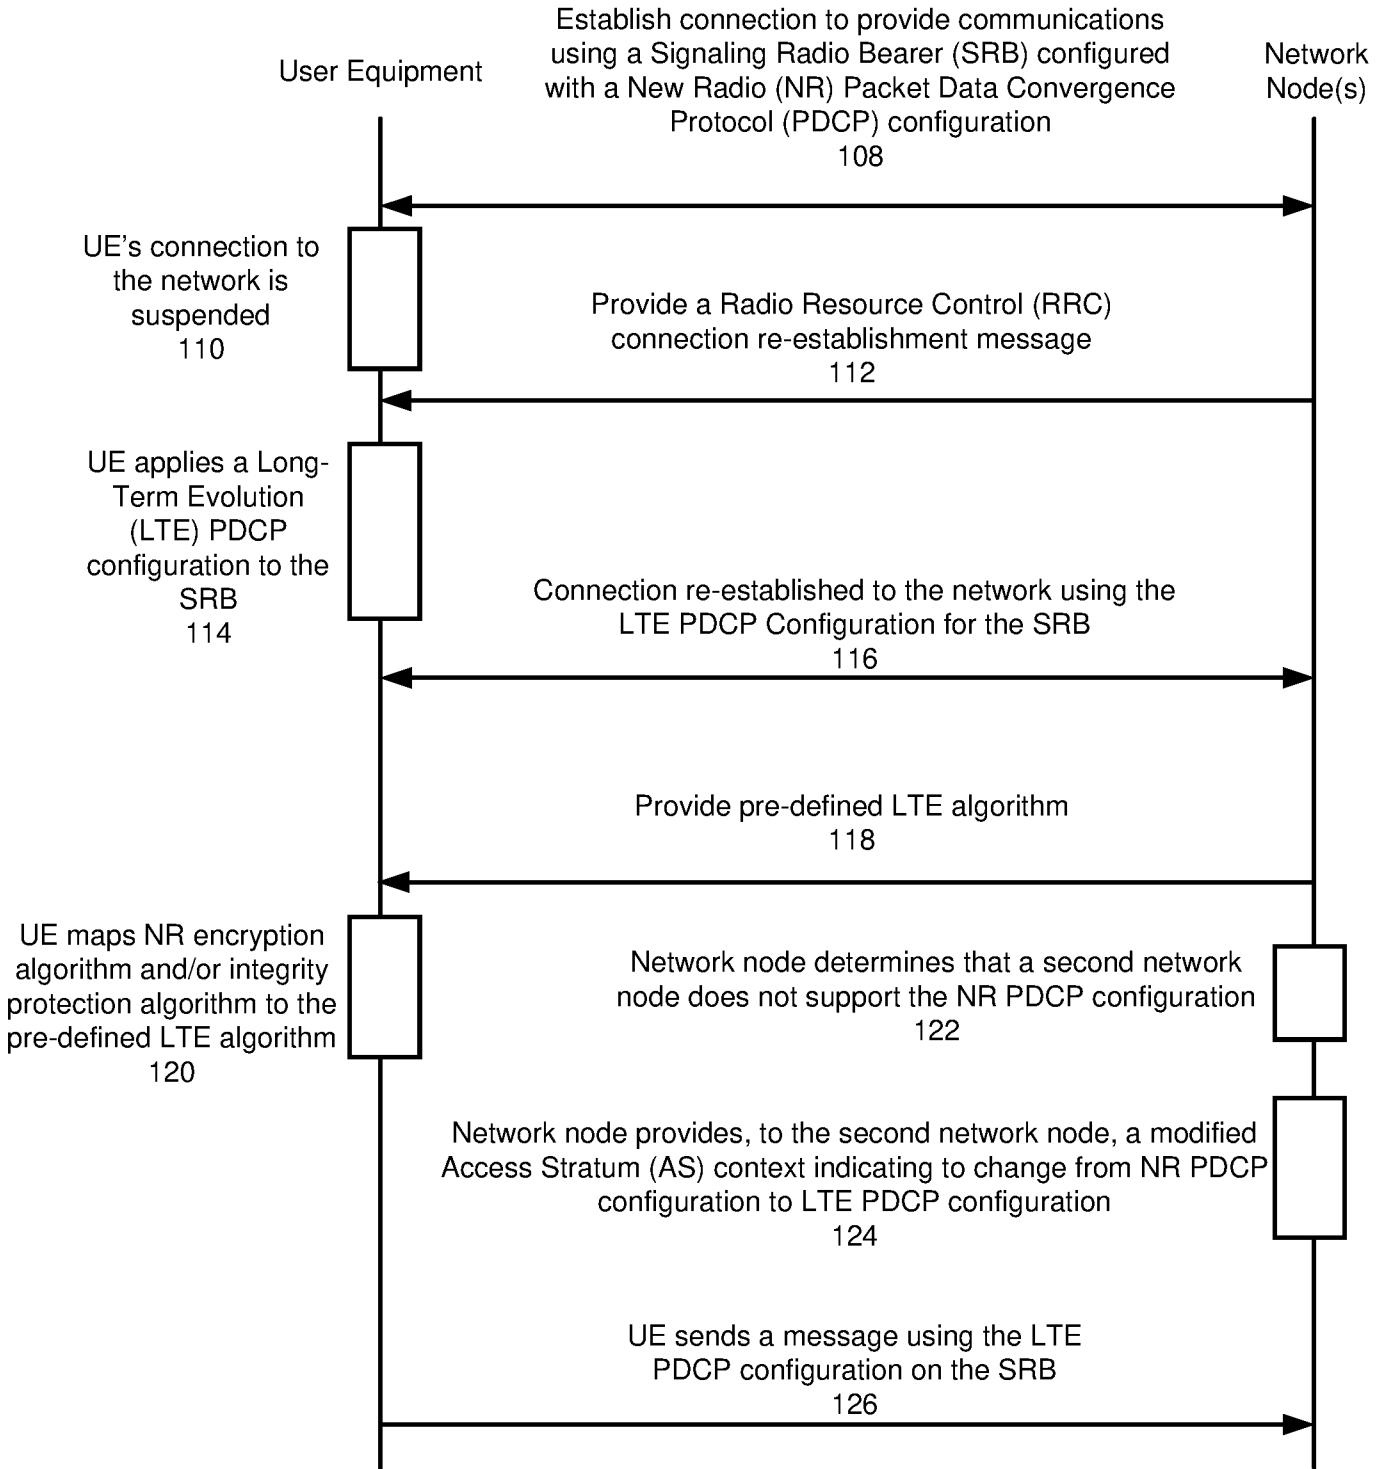 Establish connection to provide communications
using a Signaling Radio Bearer (SRB) configured
with a New Radio (NR) Packet Data Convergence
Protocol (PDCP) configuration
108
User Equipment
Network
Node(s)
UE's connection to
the network is
suspended
110
Provide a Radio Resource Control (RRC)
connection re-establishment message
112
UE applies a Long-
Term Evolution
(LTE) PDCP
configuration to the
SRB
114
Connection re-established to the network using the
LTE PDCP Configuration for the SRB
116
Provide pre-defined LTE algorithm
118
UE maps NR encryption
algorithm and/or integrity
protection algorithm to the
pre-defined LTE algorithm
120
Network node determines that a second network
node does not support the NR PDCP configuration
122
Network node provides, to the second network node, a modified
Access Stratum (AS) context indicating to change from NR PDCP
configuration to LTE PDCP configuration
124
UE sends a message using the LTE
PDCP configuration on the SRB
126